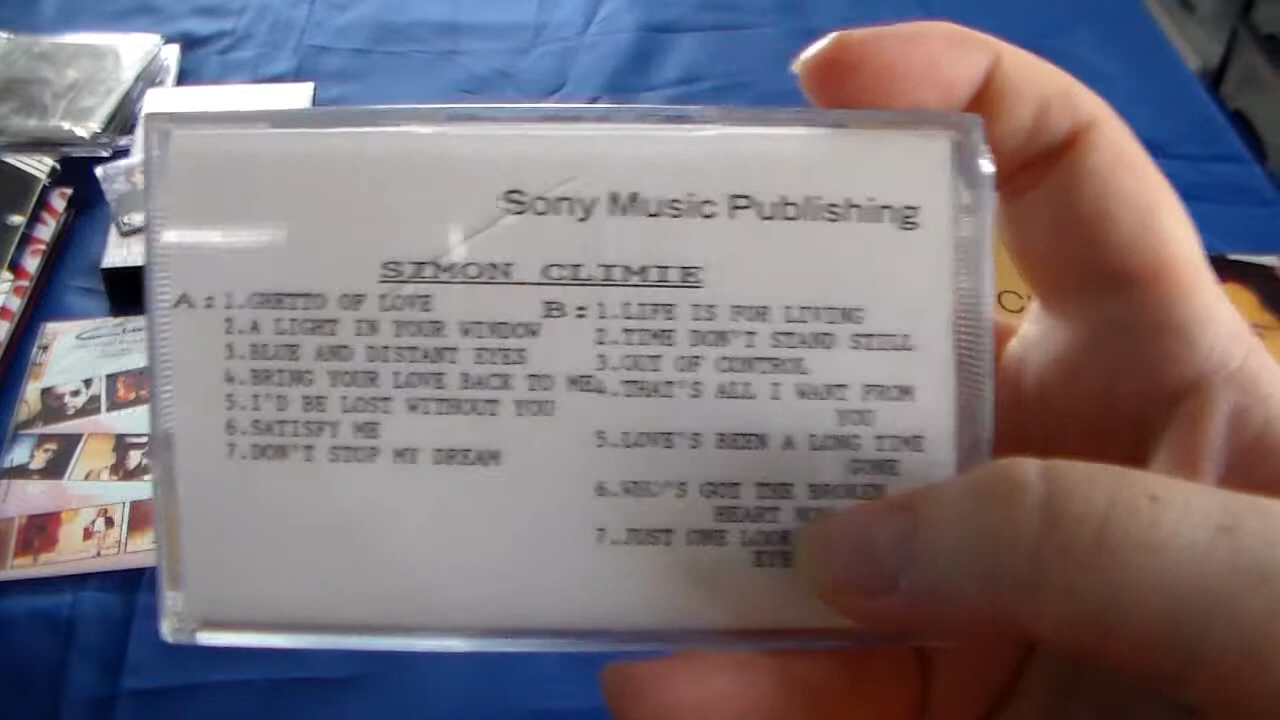 Sony Music Publishing
SIMON CLIMIE
A: 1.GHETTO OF LOVE
2.A LIGHT IN YOUR WINDOW
3.BLUE AND DISTANT EYES
4.BRING YOUR LOVE BACK TO ME
5.I'D BE LOST WITHOUT YOU
6.SATISFY ME
7.DON'T STOP MY DREAM
B: 1.LIFE IS FOR LIVING
2.TIME DON'T STAND STILL
3.OUT OF CONTROL
4.THAT'S ALL I WANT FROM
YOU
5.LOVE'S BEEN A LONG TIME
GONE
6.WHO'S GOT THE BROKEN
HEART
7.JUST ONE LOOK